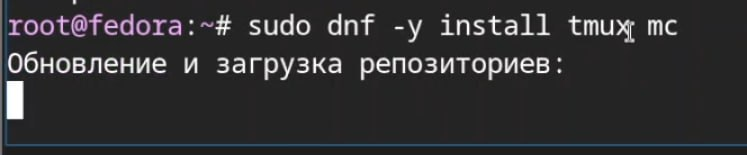 root@fedora:~# sudo dnf -y install tmux mc
Обновление и загрузка репозиториев: